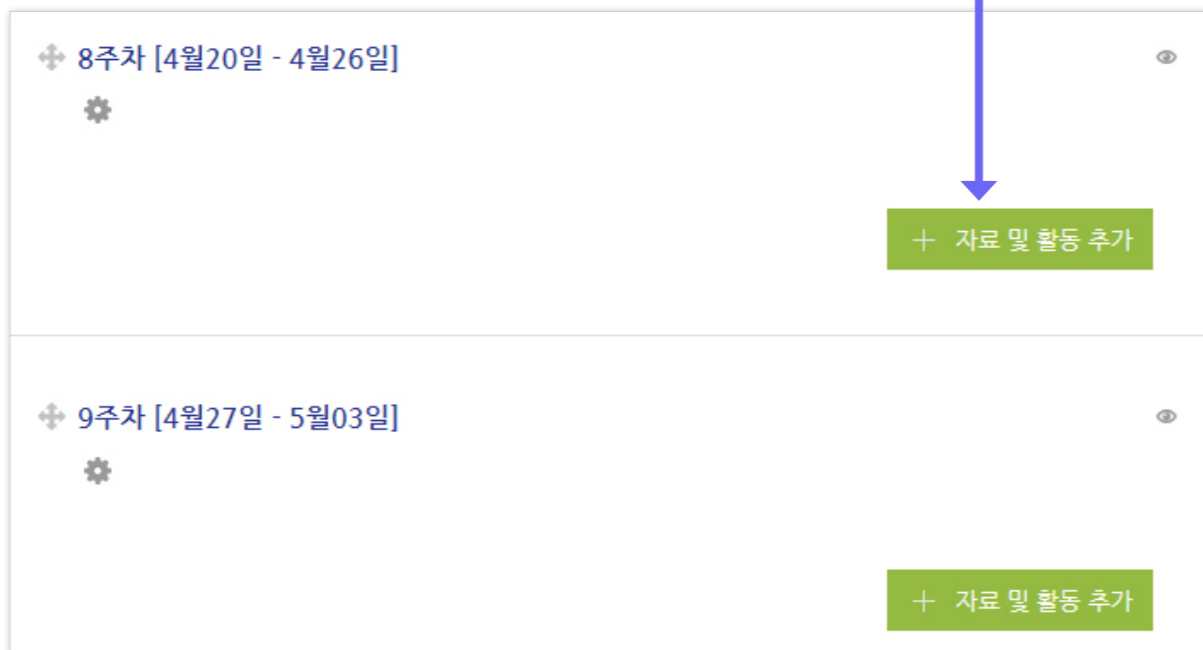 8주차 [4월20일 - 4월26일]
+ 자료 및 활동 추가
9주차 [4월27일 - 5월03일]
+ 자료 및 활동 추가